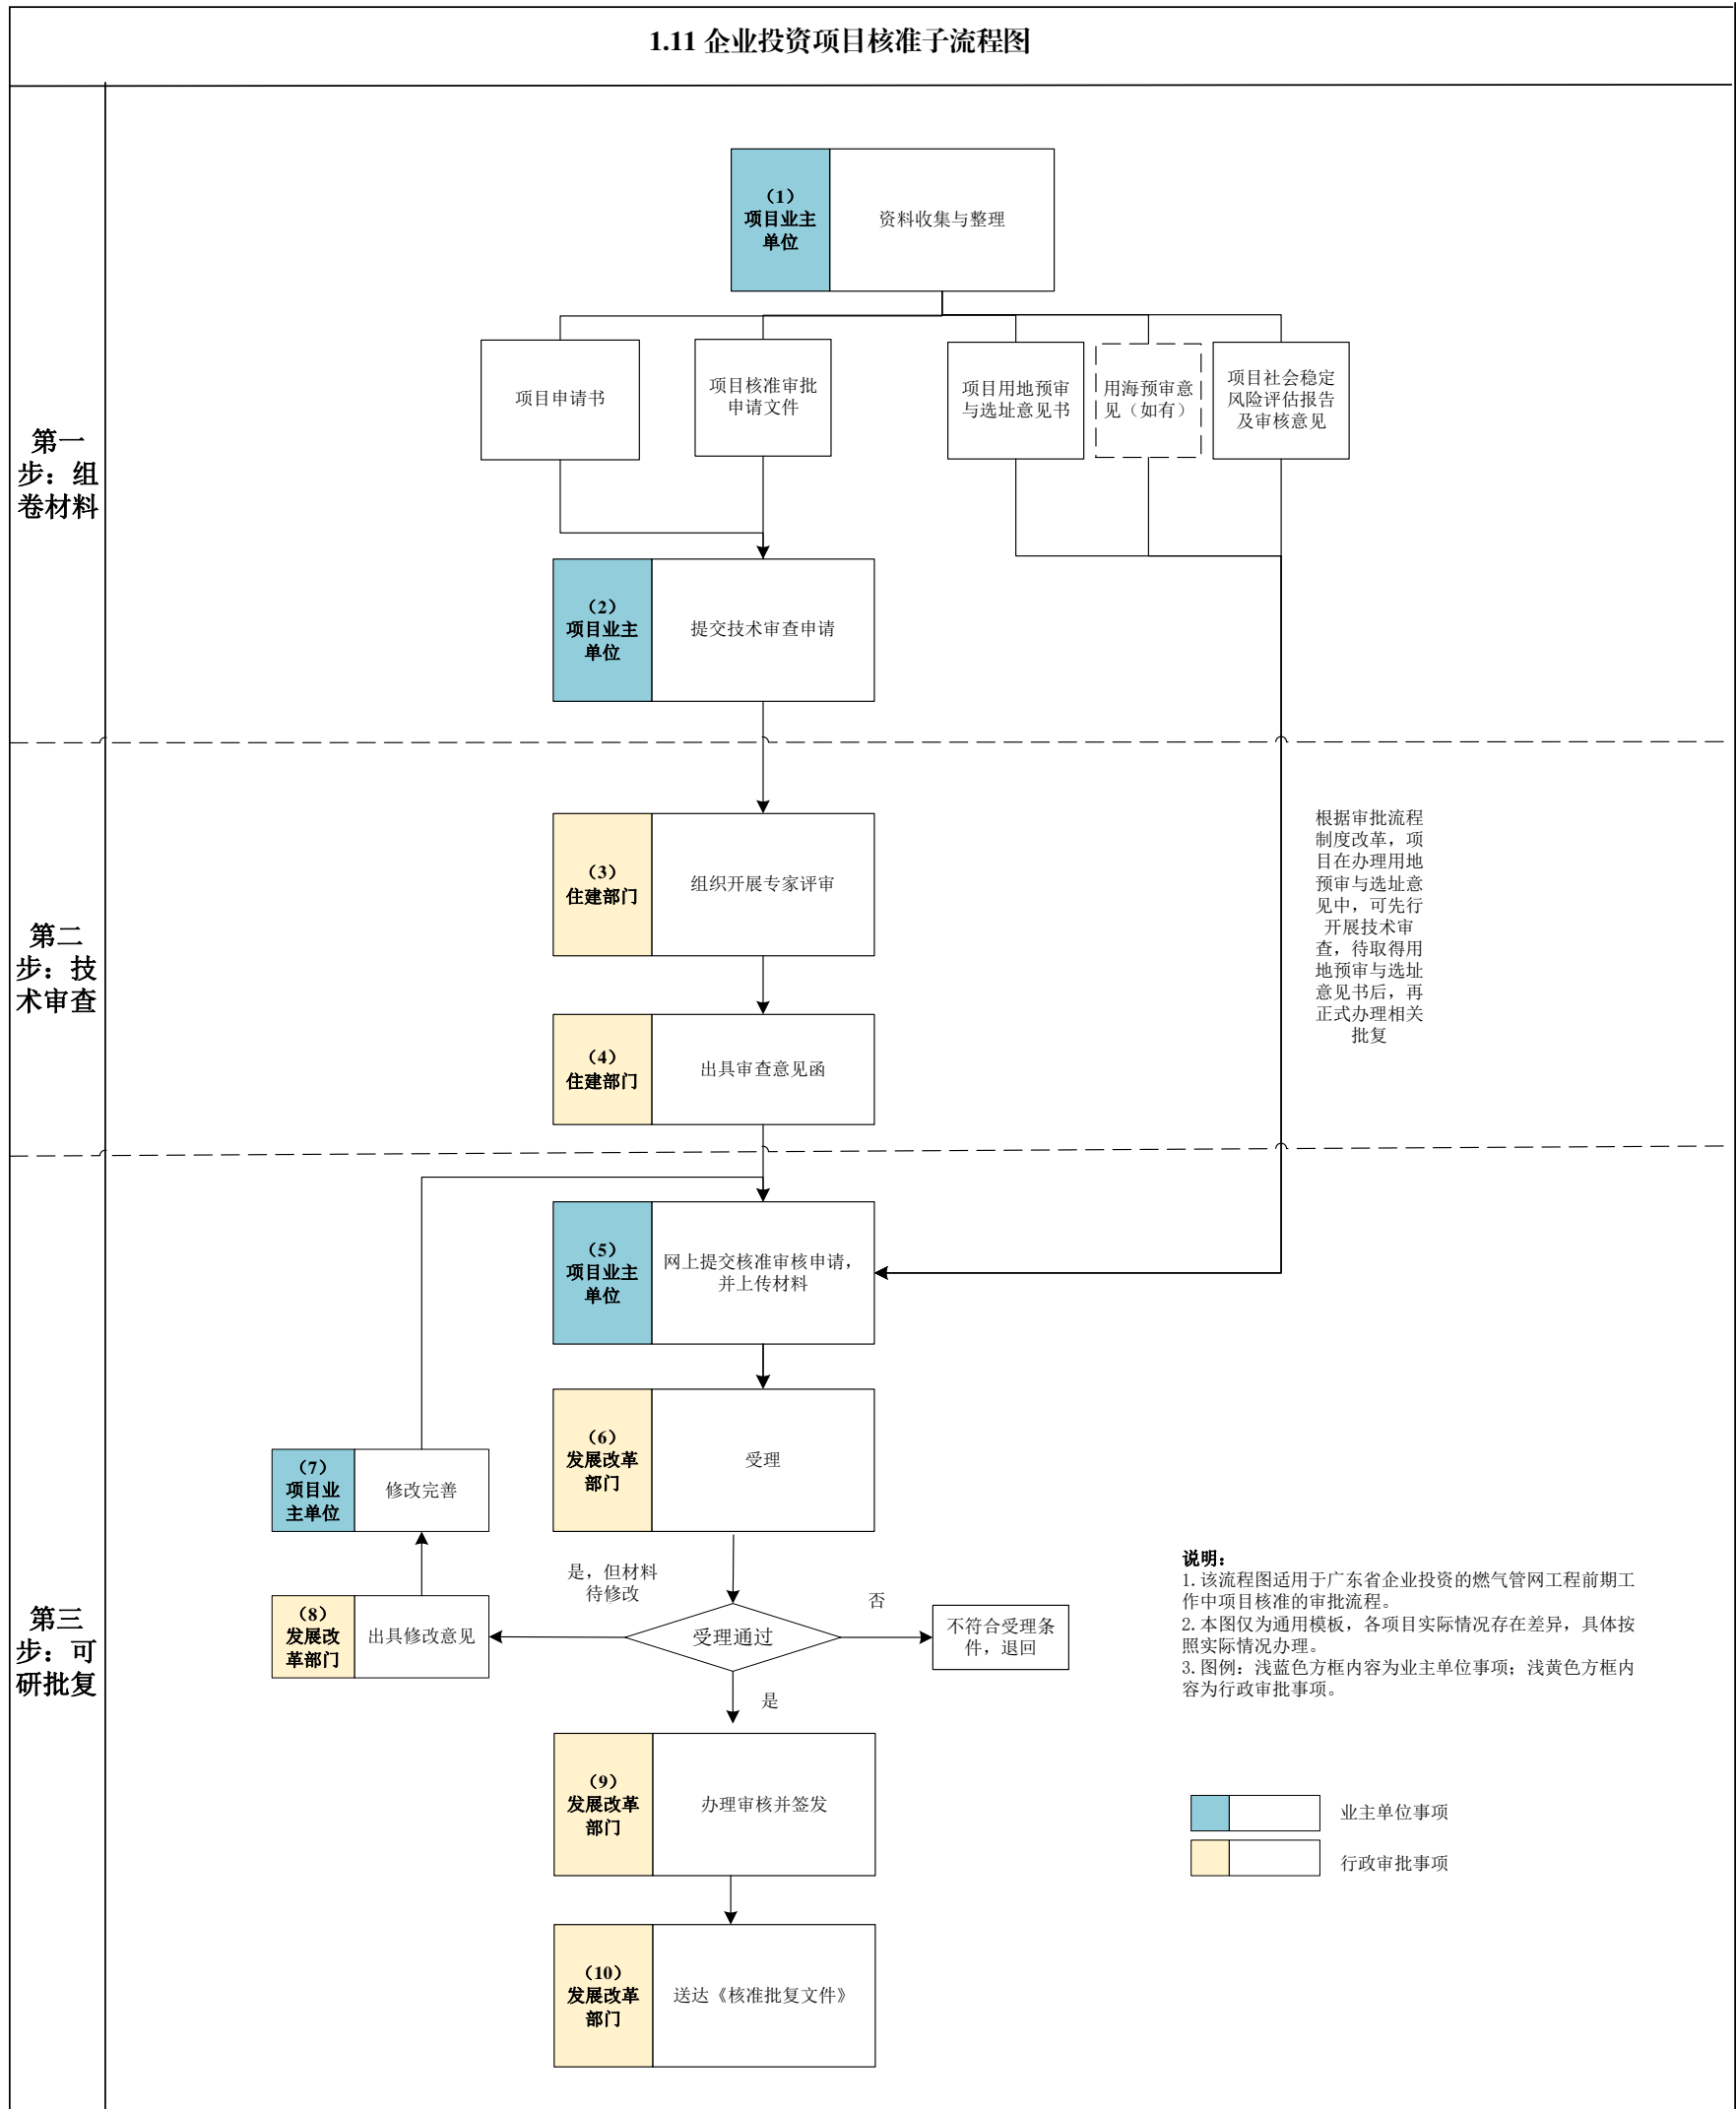 1.11 企业投资项目核准子流程图
第一
步：组
卷材料
（1）
项目业主
单位
资料收集与整理
项目申请书
项目核准审批
申请文件
项目用地预审
与选址意见书
用海预审意
见（如有）
项目社会稳定
风险评估报告
及审核意见
（2）
项目业主
单位
提交技术审查申请
第二
步：技
术审查
（3）
住建部门
组织开展专家评审
根据审批流程
制度改革，项
目在办理用地
预审与选址意
见中，可先行
开展技术审
查，待取得用
地预审与选址
意见书后，再
正式办理相关
批复
（4）
住建部门
出具审查意见函
第三
步：可
研批复
（5）
项目业主
单位
网上提交核准审核申请，
并上传材料
（6）
发展改革
部门
受理
（7）
项目业
主单位
修改完善
是，但材料
待修改
（8）
发展改
革部门
出具修改意见
受理通过
否
不符合受理条
件，退回
是
说明：
1.该流程图适用于广东省企业投资的燃气管网工程前期工
作中项目核准的审批流程。
2.本图仅为通用模板，各项目实际情况存在差异，具体按
照实际情况办理。
3.图例：浅蓝色方框内容为业主单位事项；浅黄色方框内
容为行政审批事项。
（9）
发展改革
部门
办理审核并签发
业主单位事项
行政审批事项
（10）
发展改革
部门
送达《核准批复文件》